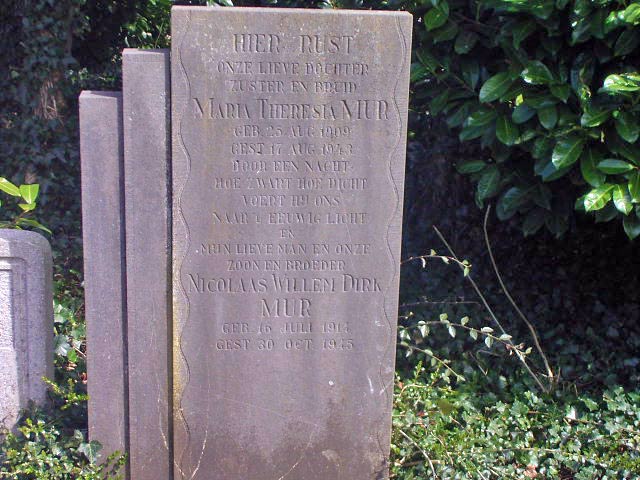 HIER RUST
ONZE LIEVE DOCHTER
ZUSTER EN BRUID
MARIA THERESIA MUR
GEB. 25 AUG. 1909
GEST. 17 AUG. 1943
DOOR EEN NACHT
HOE ZWART HOE DICHT
VOERT HIJ ONS
NAAR 'T EEUWIG LICHT
EN
MIJN LIEVE MAN EN ONZE
ZOON EN BROEDER
NICOLAAS WILLEM DIRK
MUR
GEB. 16 JULI 1914
GEST. 30 OCT. 1945